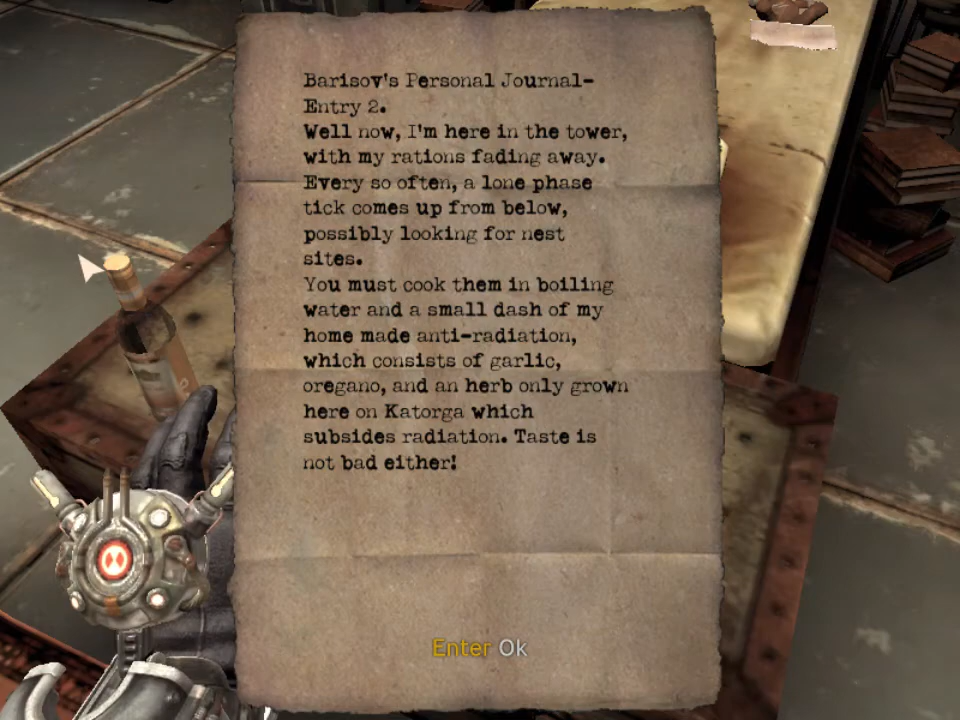 Barisov's Personal Journal-
Entry 2.
Well now, I'm here in the tower,
with my rations fading away.
Every so often, a lone phase
tick comes up from below,
possibly looking for nest
sites.
You must cook them in boiling
water and a small dash of my
home made anti-radiation,
which consists of garlic,
oregano, and an herb only grown
here on Katorga which
subsides radiation. Taste is
not bad either!
Enter Ok